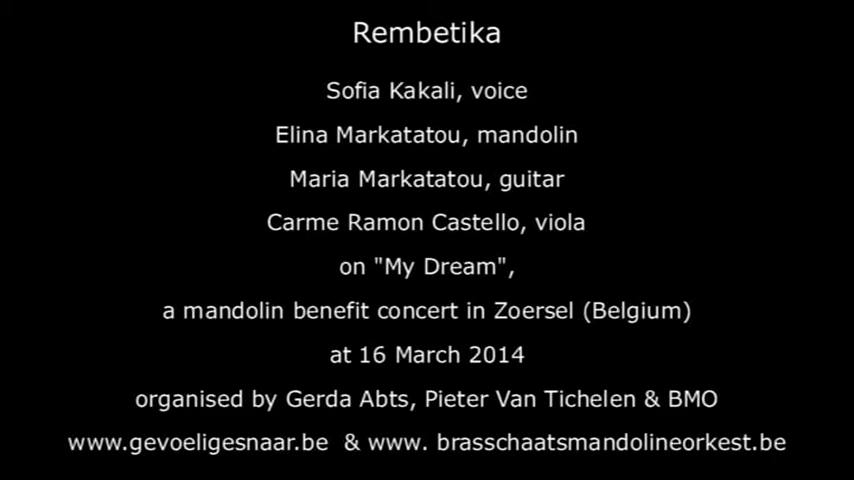 Rembetika
Sofia Kakali, voice
Elina Markatatou, mandolin
Maria Markatatou, guitar
Carme Ramon Castello, viola
on "My Dream",
a mandolin benefit concert in Zoersel (Belgium)
at 16 March 2014
organised by Gerda Abts, Pieter Van Tichelen & BMO
www.gevoeligesnaar.be & www. brasschaatsmandolineorkest.be